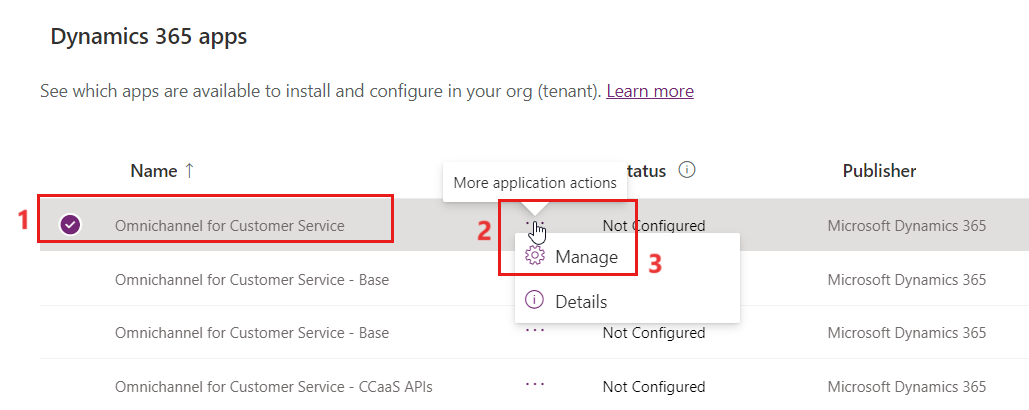 Dynamics 365 apps
See which apps are available to install and configure in your org (tenant). Learn more
Name ↑ More application actions tatus Publisher
1 Omnichannel for Customer Service 2 ... Not Configured Microsoft Dynamics 365
Manage 3
Omnichannel for Customer Service - Base Microsoft Dynamics 365
Details
Omnichannel for Customer Service - Base ... Not Configured Microsoft Dynamics 365
Omnichannel for Customer Service - CCaaS APIs ... Not Configured Microsoft Dynamics 365